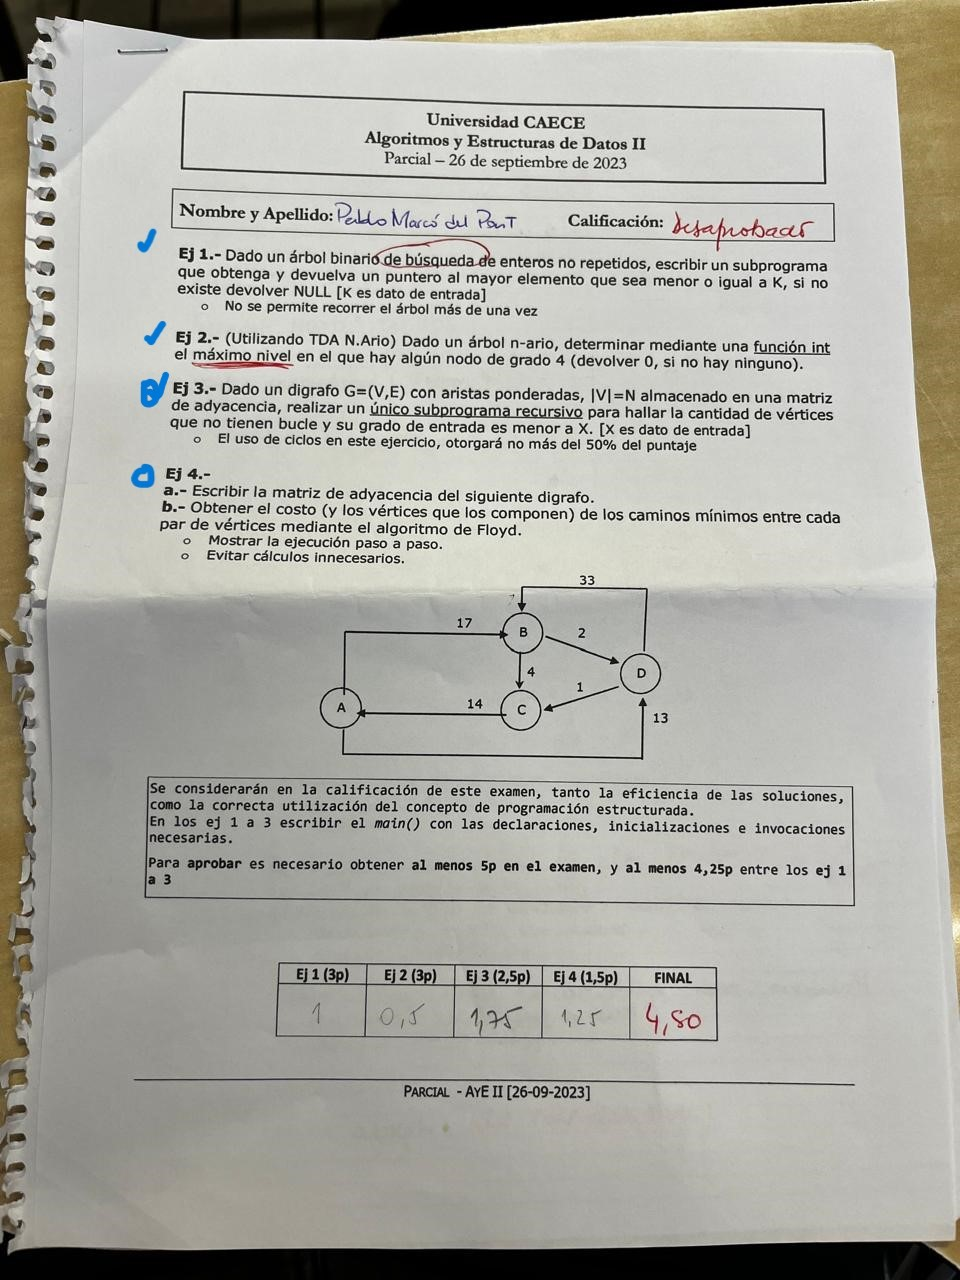 Universidad CAECE
Algoritmos y Estructuras de Datos II
Parcial – 26 de septiembre de 2023
Nombre y Apellido: Pablo Marcó del Pont Calificación: Desaprobado
Ej 1.- Dado un árbol binario de búsqueda de enteros no repetidos, escribir un subprograma
que obtenga y devuelva un puntero al mayor elemento que sea menor o igual a K, si no
existe devolver NULL [K es dato de entrada]
o No se permite recorrer el árbol más de una vez
Ej 2.- (Utilizando TDA N.Ario) Dado un árbol n-ario, determinar mediante una función int
el máximo nivel en el que hay algún nodo de grado 4 (devolver 0, si no hay ninguno).
Ej 3.- Dado un digrafo G=(V,E) con aristas ponderadas, |V|=N almacenado en una matriz
de adyacencia, realizar un único subprograma recursivo para hallar la cantidad de vértices
que no tienen bucle y su grado de entrada es menor a X. [X es dato de entrada]
o El uso de ciclos en este ejercicio, otorgará no más del 50% del puntaje
Ej 4.-
a.- Escribir la matriz de adyacencia del siguiente digrafo.
b.- Obtener el costo (y los vértices que los componen) de los caminos mínimos entre cada
par de vértices mediante el algoritmo de Floyd.
o Mostrar la ejecución paso a paso.
o Evitar cálculos innecesarios.
33
17
B
2
4
D
1
A
14
C
13
Se considerarán en la calificación de este examen, tanto la eficiencia de las soluciones,
como la correcta utilización del concepto de programación estructurada.
En los ej 1 a 3 escribir el main() con las declaraciones, inicializaciones e invocaciones
necesarias.
Para aprobar es necesario obtener al menos 5p en el examen, y al menos 4,25p entre los ej 1
a 3
Ej 1 (3p) Ej 2 (3p) Ej 3 (2,5p) Ej 4 (1,5p) FINAL
1 0,5 1,75 1,25 4,50
PARCIAL - AYE II [26-09-2023]